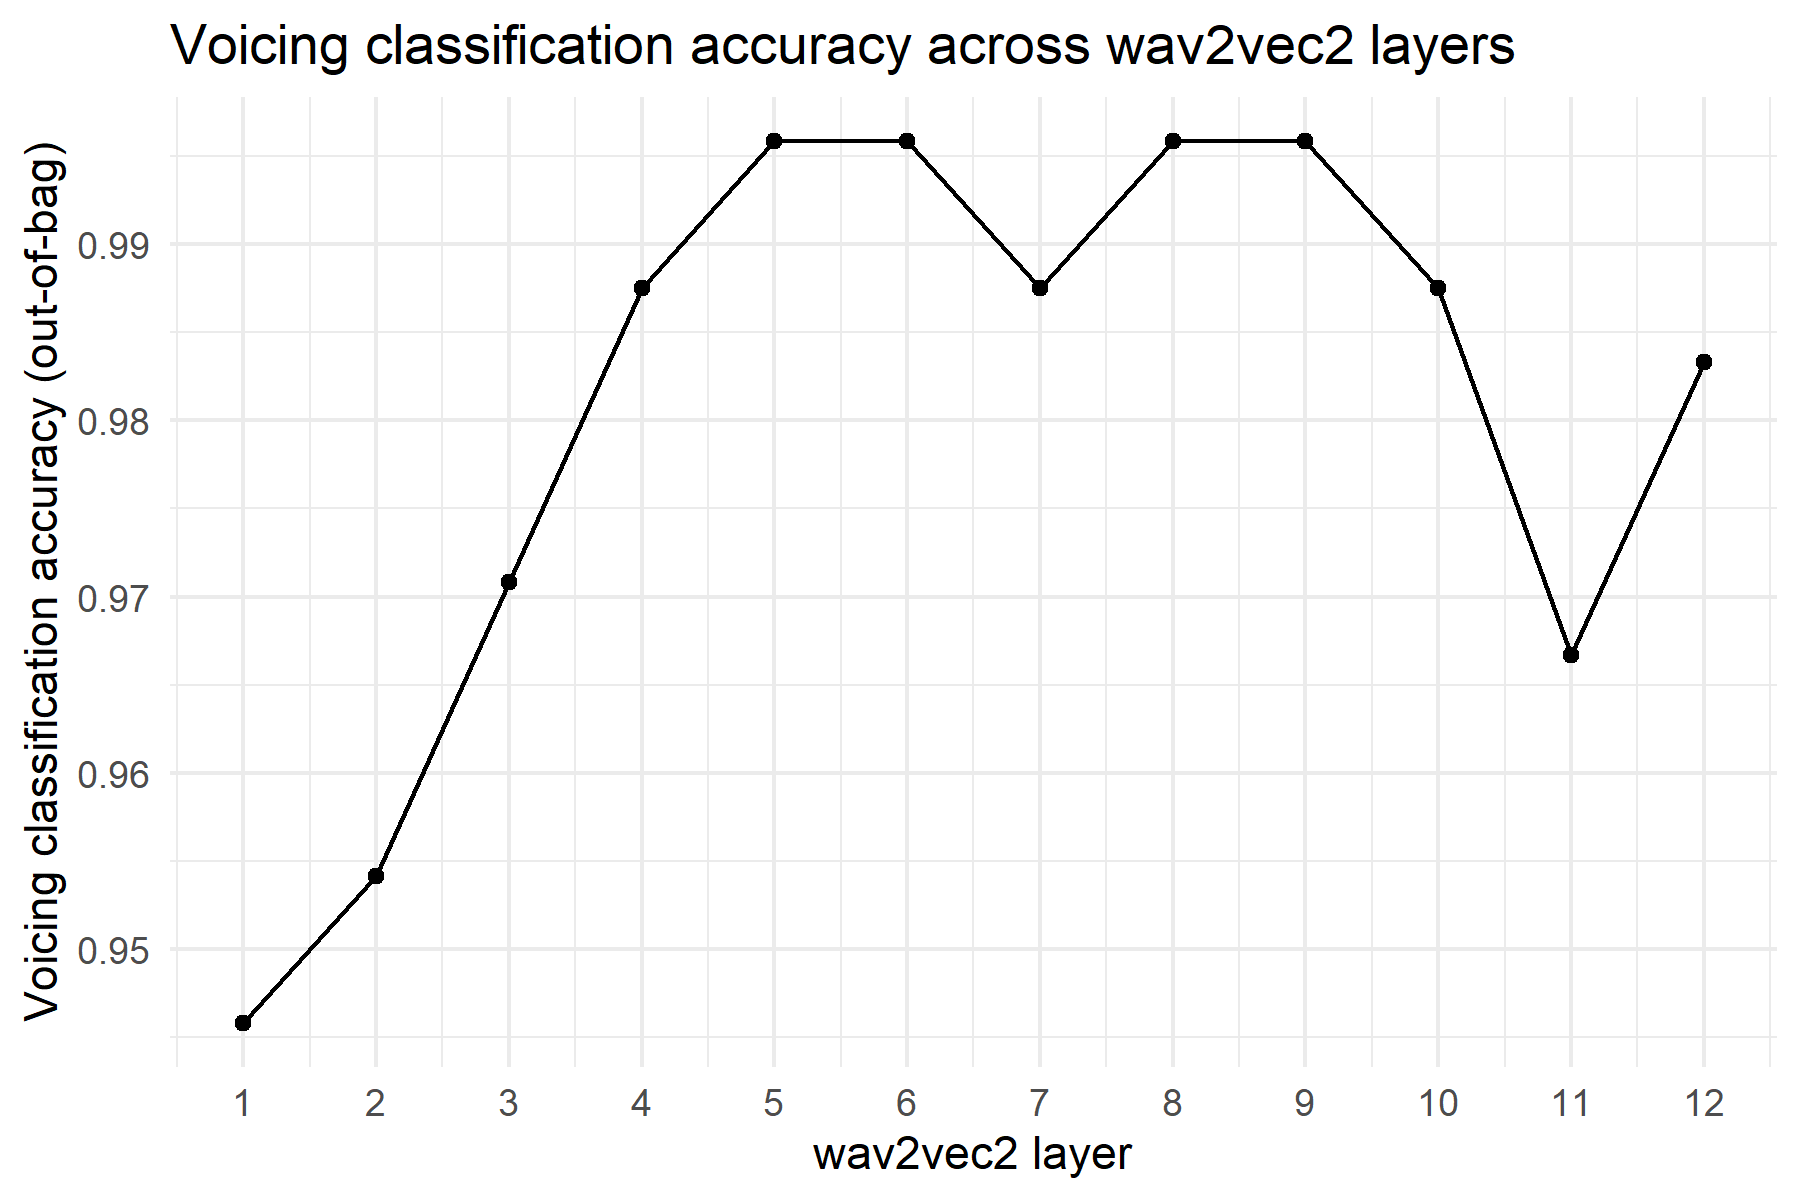 Voicing classification accuracy across wav2vec2 layers
Voicing classification accuracy (out-of-bag)
0.99
0.98
0.97
0.96
0.95
1 2 3 4 5 6 7 8 9 10 11 12
wav2vec2 layer